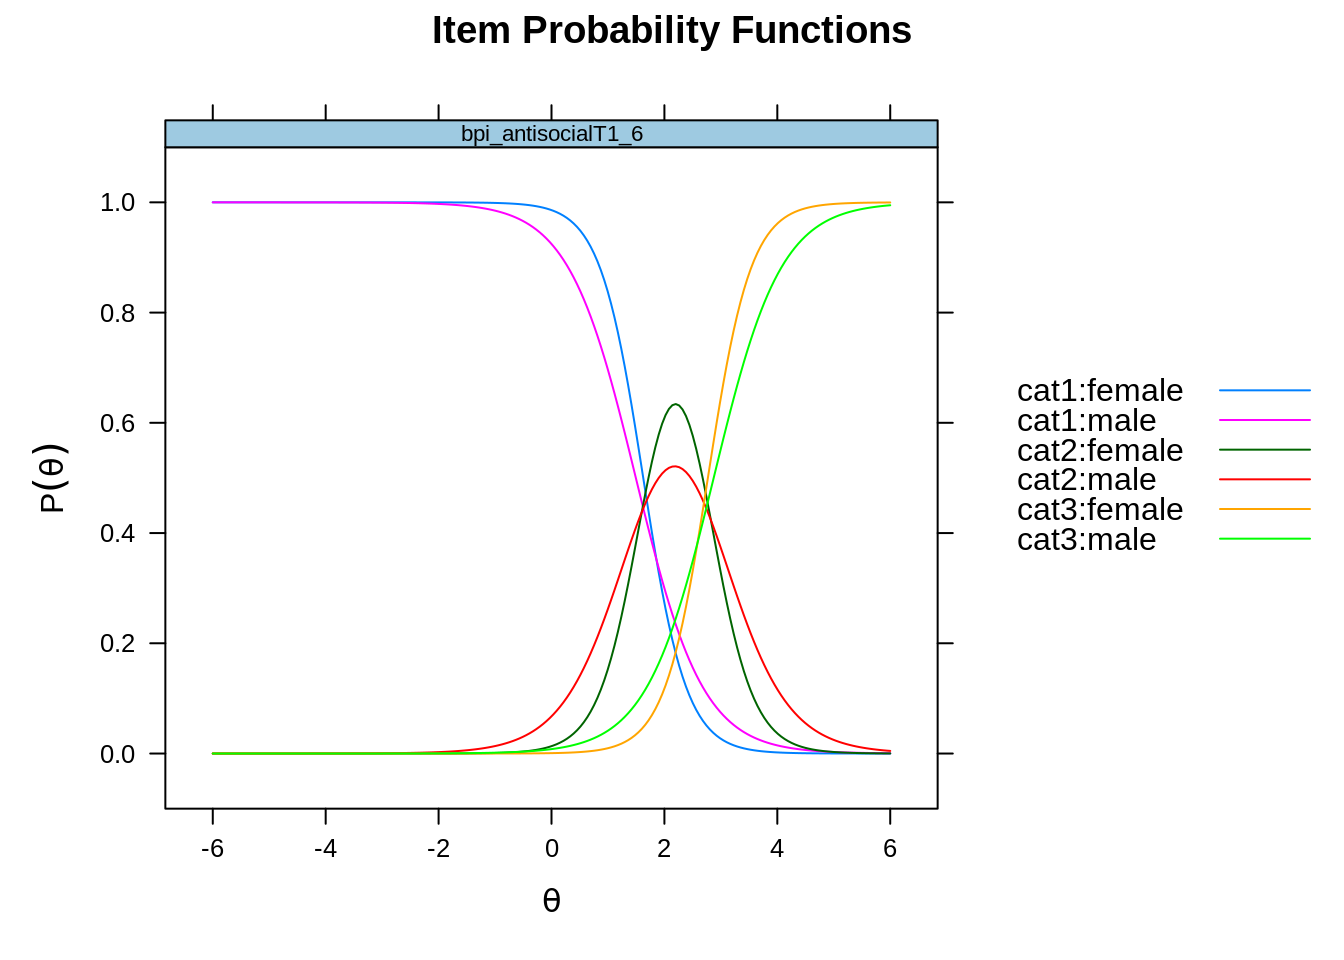 Item Probability Functions
bpi_antisocialT1_6
1.0
0.8
0.6
0.4
0.2
0.0
P(θ)
-6 -4 -2 0 2 4 6
θ
cat1:female
cat1:male
cat2:female
cat2:male
cat3:female
cat3:male